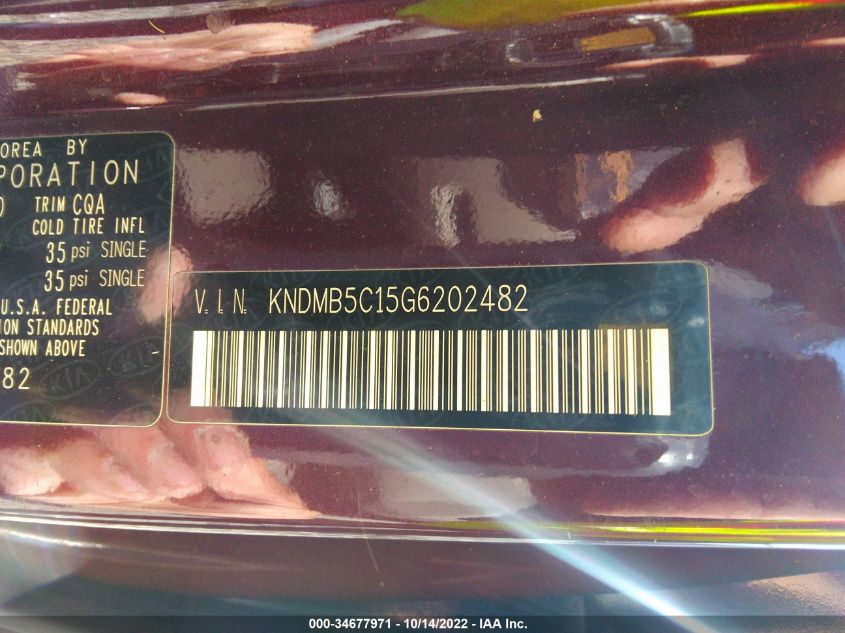 OREA BY
PORATION
TRIM CQA
COLD TIRE INFL
35 psi SINGLE
35 psi SINGLE
U.S.A. FEDERAL
ION STANDARDS
SHOWN ABOVE
82
V.I.N. KNDMB5C15G6202482
000-34677971 - 10/14/2022 - IAA Inc.